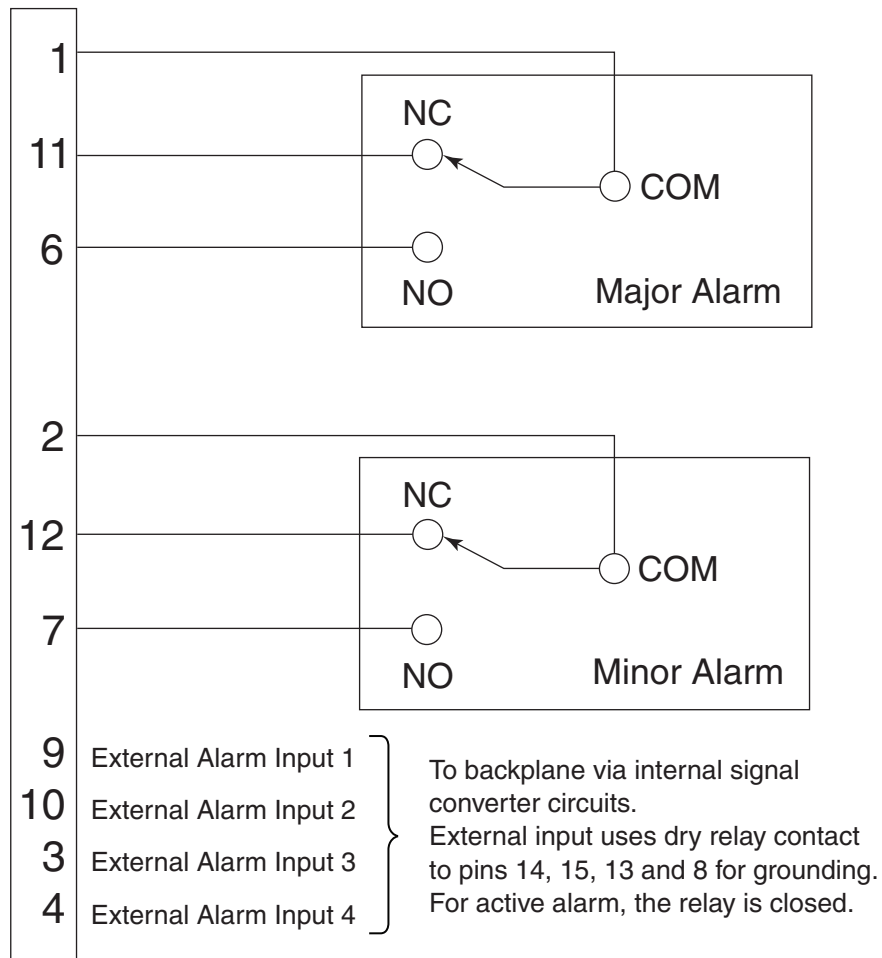 1
NC
11
COM
6
NO
Major Alarm
2
NC
12
COM
7
NO
Minor Alarm
9 External Alarm Input 1
10 External Alarm Input 2
3 External Alarm Input 3
4 External Alarm Input 4
To backplane via internal signal
converter circuits.
External input uses dry relay contact
to pins 14, 15, 13 and 8 for grounding.
For active alarm, the relay is closed.